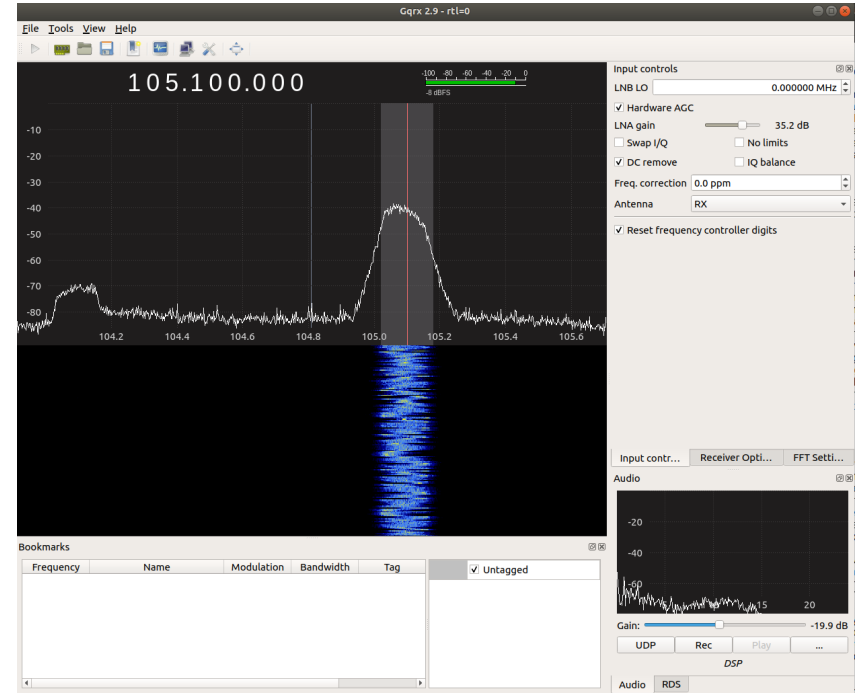 Gqrx 2.9 - rtl=0
File Tools View Help
105.100.000
-100 -80 -60 -40 -20 0
-8 dBFS
-10
-20
-30
-40
-50
-60
-70
-80
104.2 104.4 104.6 104.8 105.0 105.2 105.4 105.6
Input controls
LNB LO 0.000000 MHz
Hardware AGC
LNA gain 35.2 dB
Swap I/Q No limits
DC remove IQ balance
Freq. correction 0.0 ppm
Antenna RX
Reset frequency controller digits
Input contr... Receiver Opti... FFT Setti...
Audio
-20
-40
-60
15 20
Gain: -19.9 dB
UDP Rec Play ...
DSP
Audio RDS
Bookmarks
Frequency Name Modulation Bandwidth Tag
Untagged